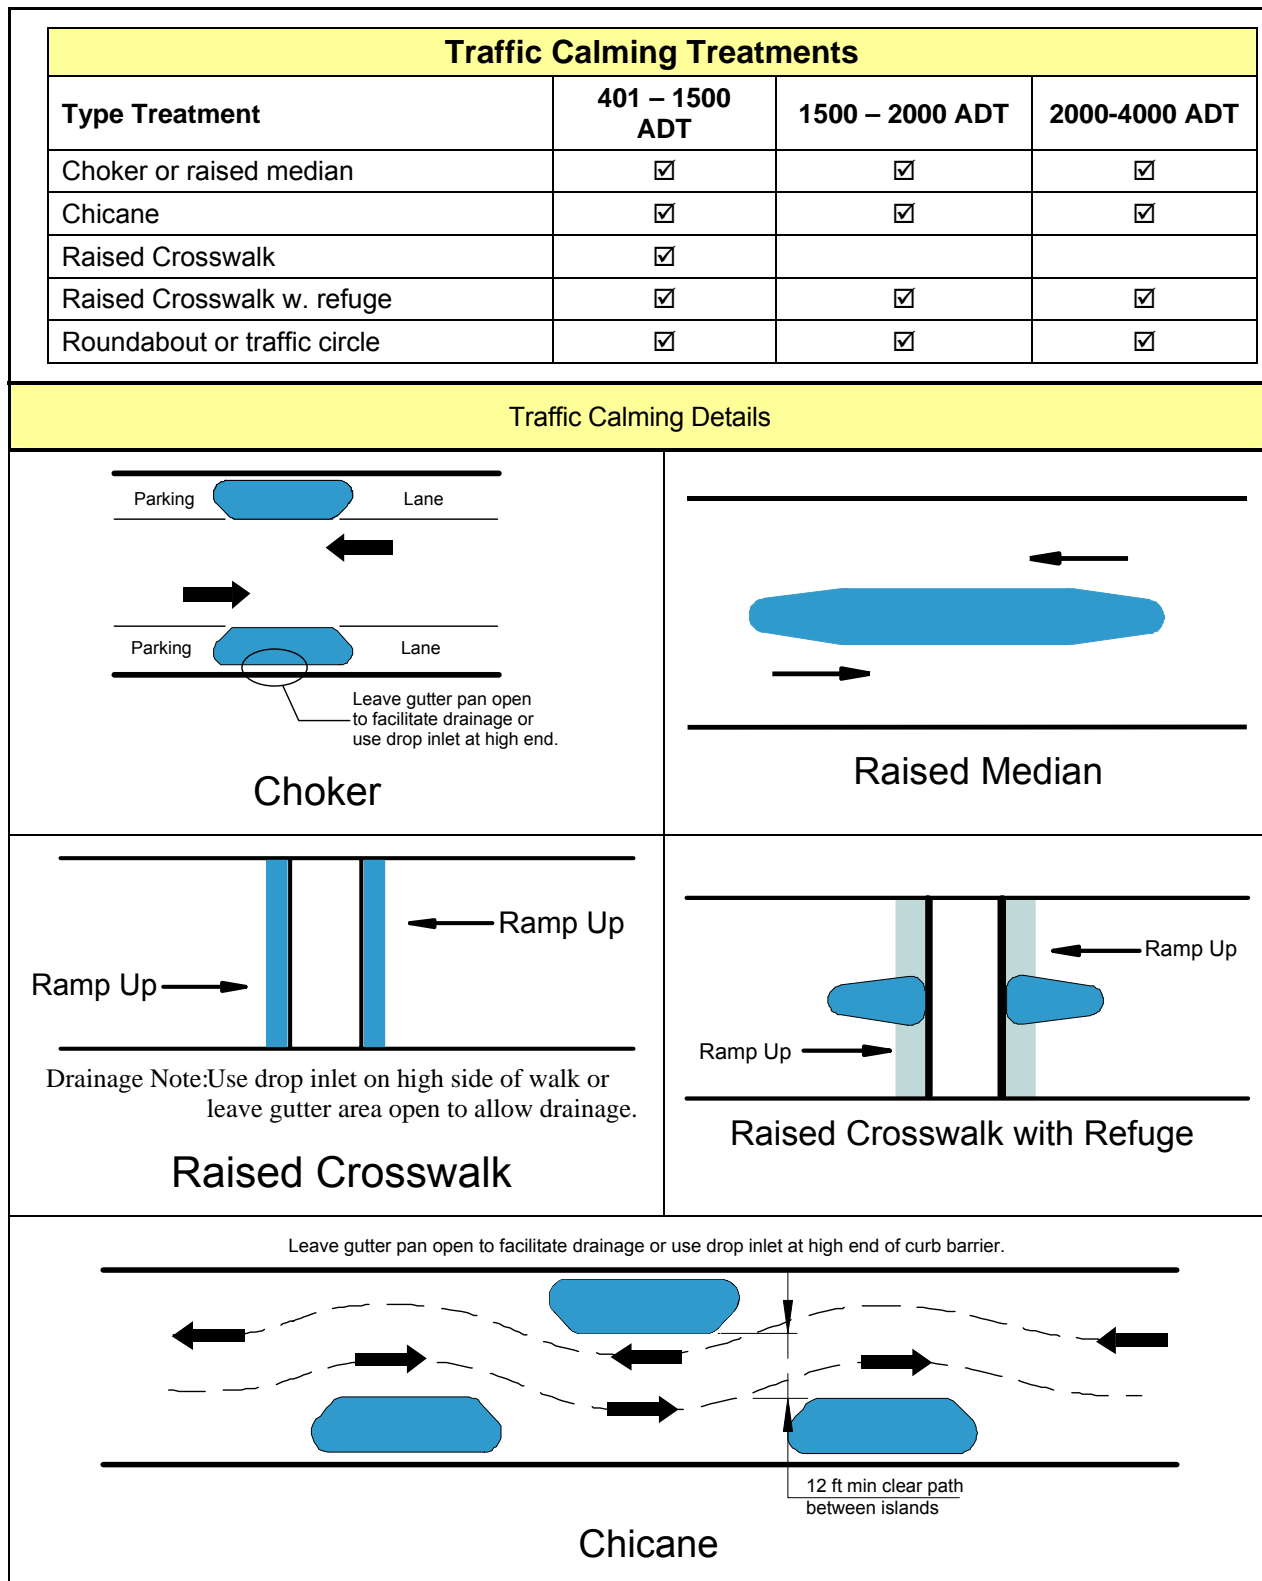 Traffic Calming Treatments
Type Treatment
401 – 1500
ADT
1500 – 2000 ADT
2000-4000 ADT
Choker or raised median ☑ ☑ ☑
Chicane ☑ ☑ ☑
Raised Crosswalk ☑
Raised Crosswalk w. refuge ☑ ☑ ☑
Roundabout or traffic circle ☑ ☑ ☑
Traffic Calming Details
Parking Lane
Parking Lane
Leave gutter pan open
to facilitate drainage or
use drop inlet at high end.
Choker
Raised Median
Ramp Up
Ramp Up
Drainage Note:Use drop inlet on high side of walk or
leave gutter area open to allow drainage.
Raised Crosswalk
Ramp Up
Ramp Up
Raised Crosswalk with Refuge
Leave gutter pan open to facilitate drainage or use drop inlet at high end of curb barrier.
12 ft min clear path
between islands
Chicane